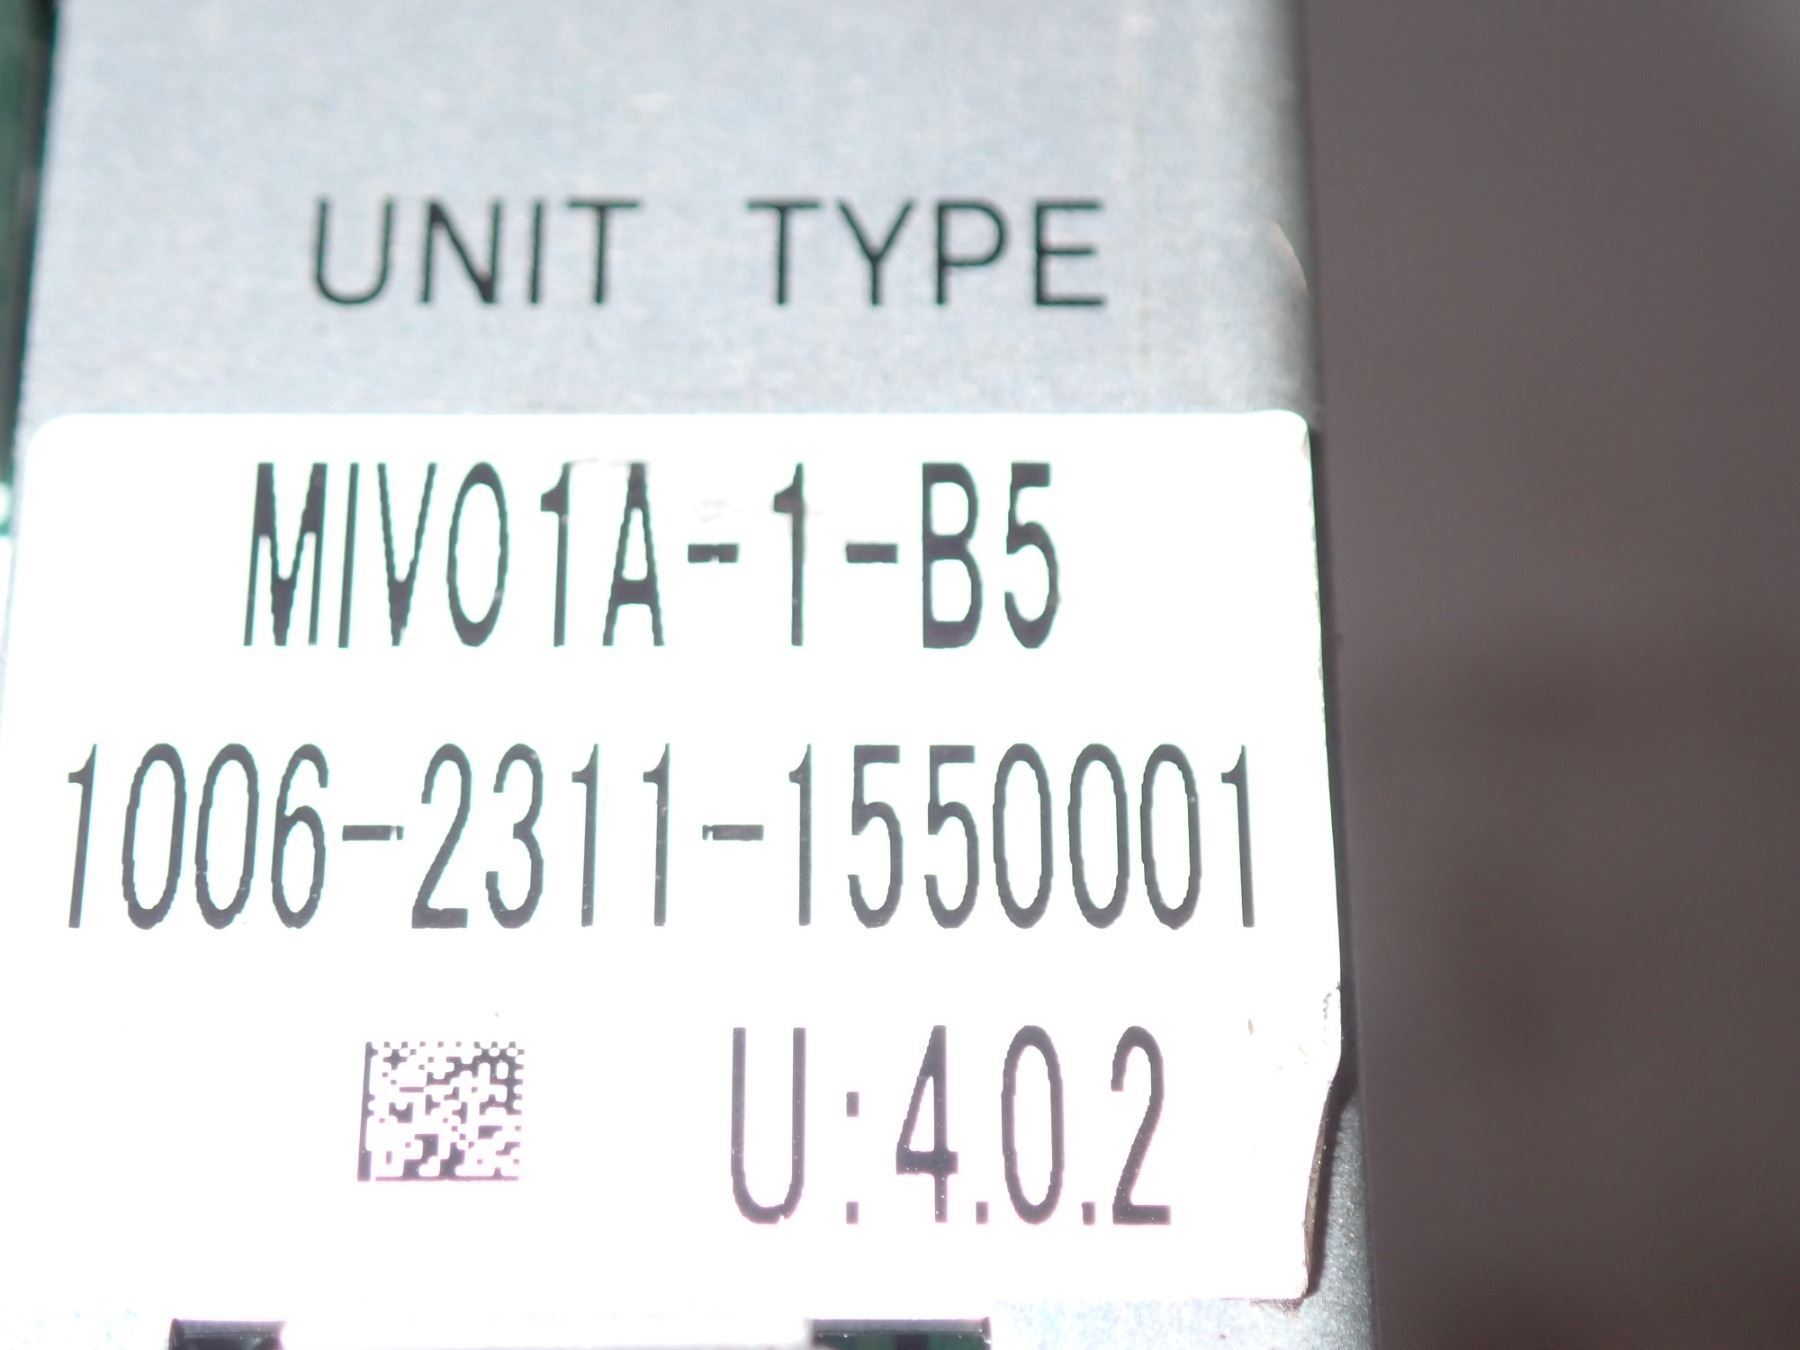 UNIT TYPE
MIV01A-1-B5
1006-2311-1550001
U:4.0.2